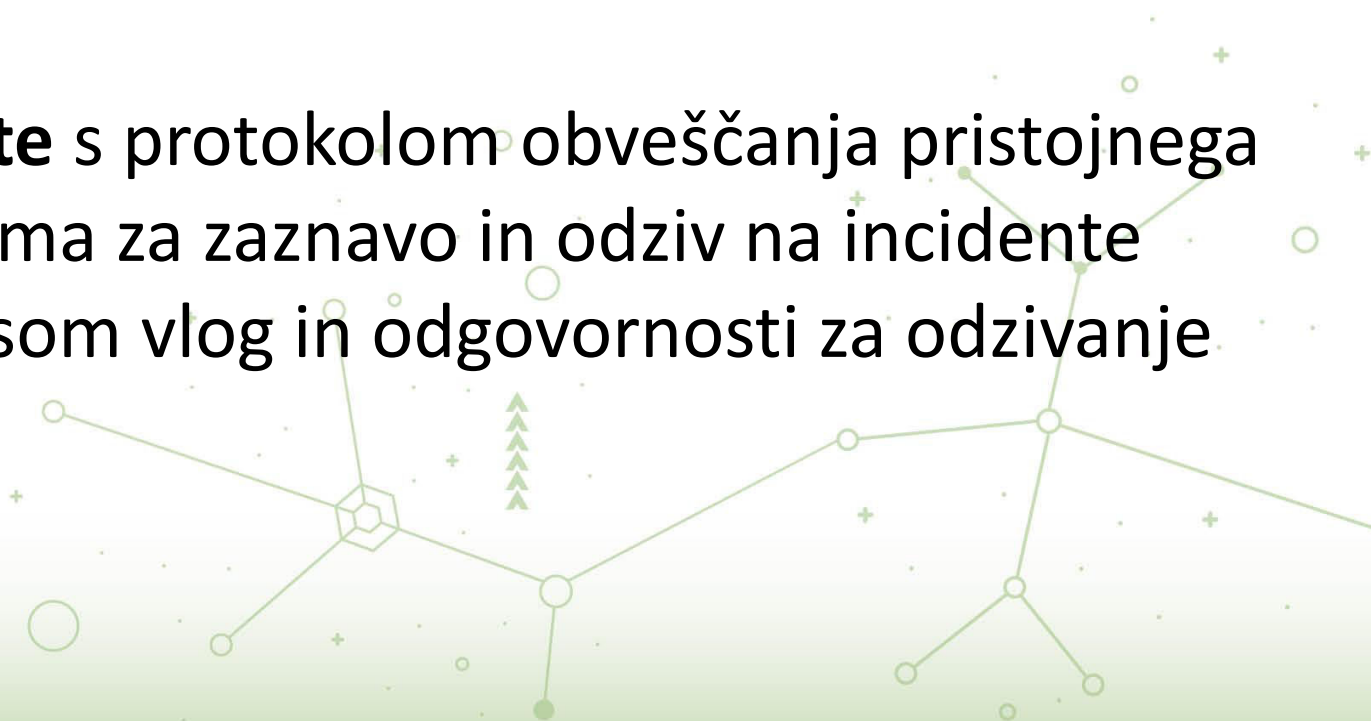 te s protokolom obveščanja pristojnega
ma za zaznavo in odziv na incidente
som vlog in odgovornosti za odzivanje